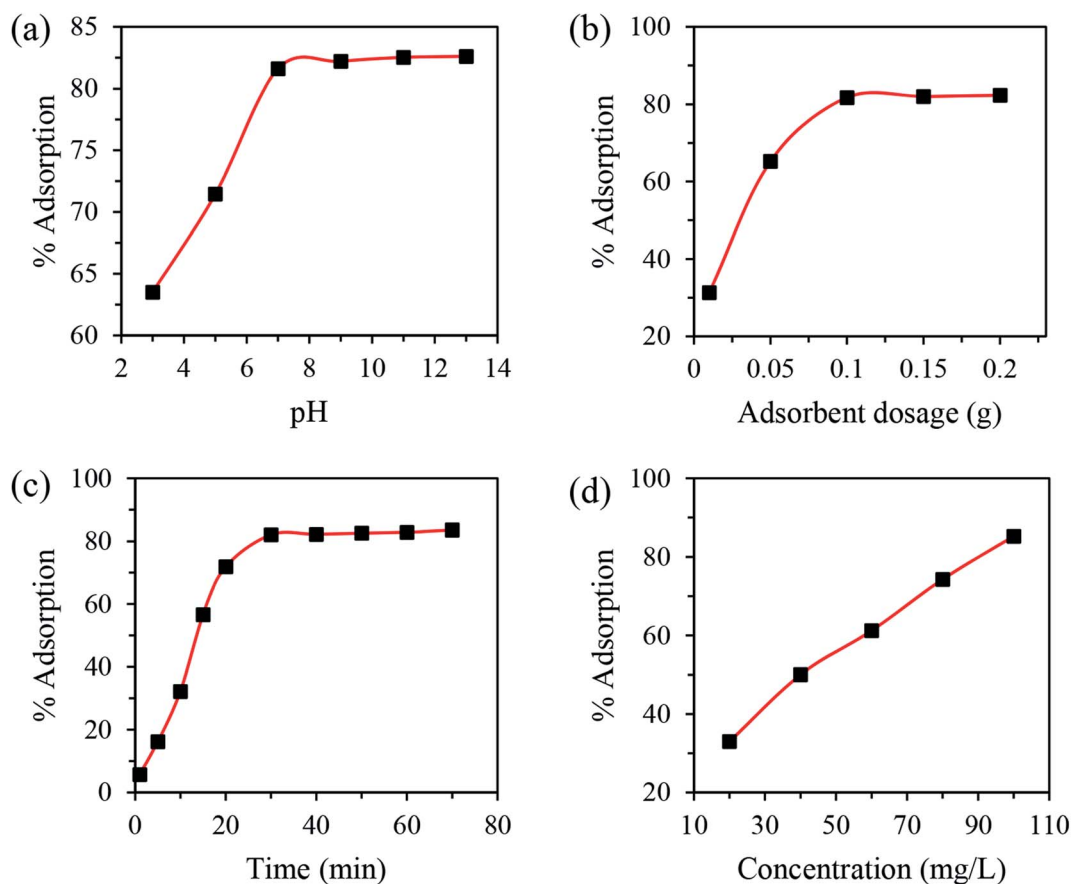 (a)
85
80
75
70
65
60
% Adsorption
2 4 6 8 10 12 14
pH
(b)
100
80
60
40
20
% Adsorption
0 0.05 0.1 0.15 0.2
Adsorbent dosage (g)
(c)
100
80
60
40
20
0
% Adsorption
0 20 40 60 80
Time (min)
(d)
100
80
60
40
20
% Adsorption
10 30 50 70 90 110
Concentration (mg/L)